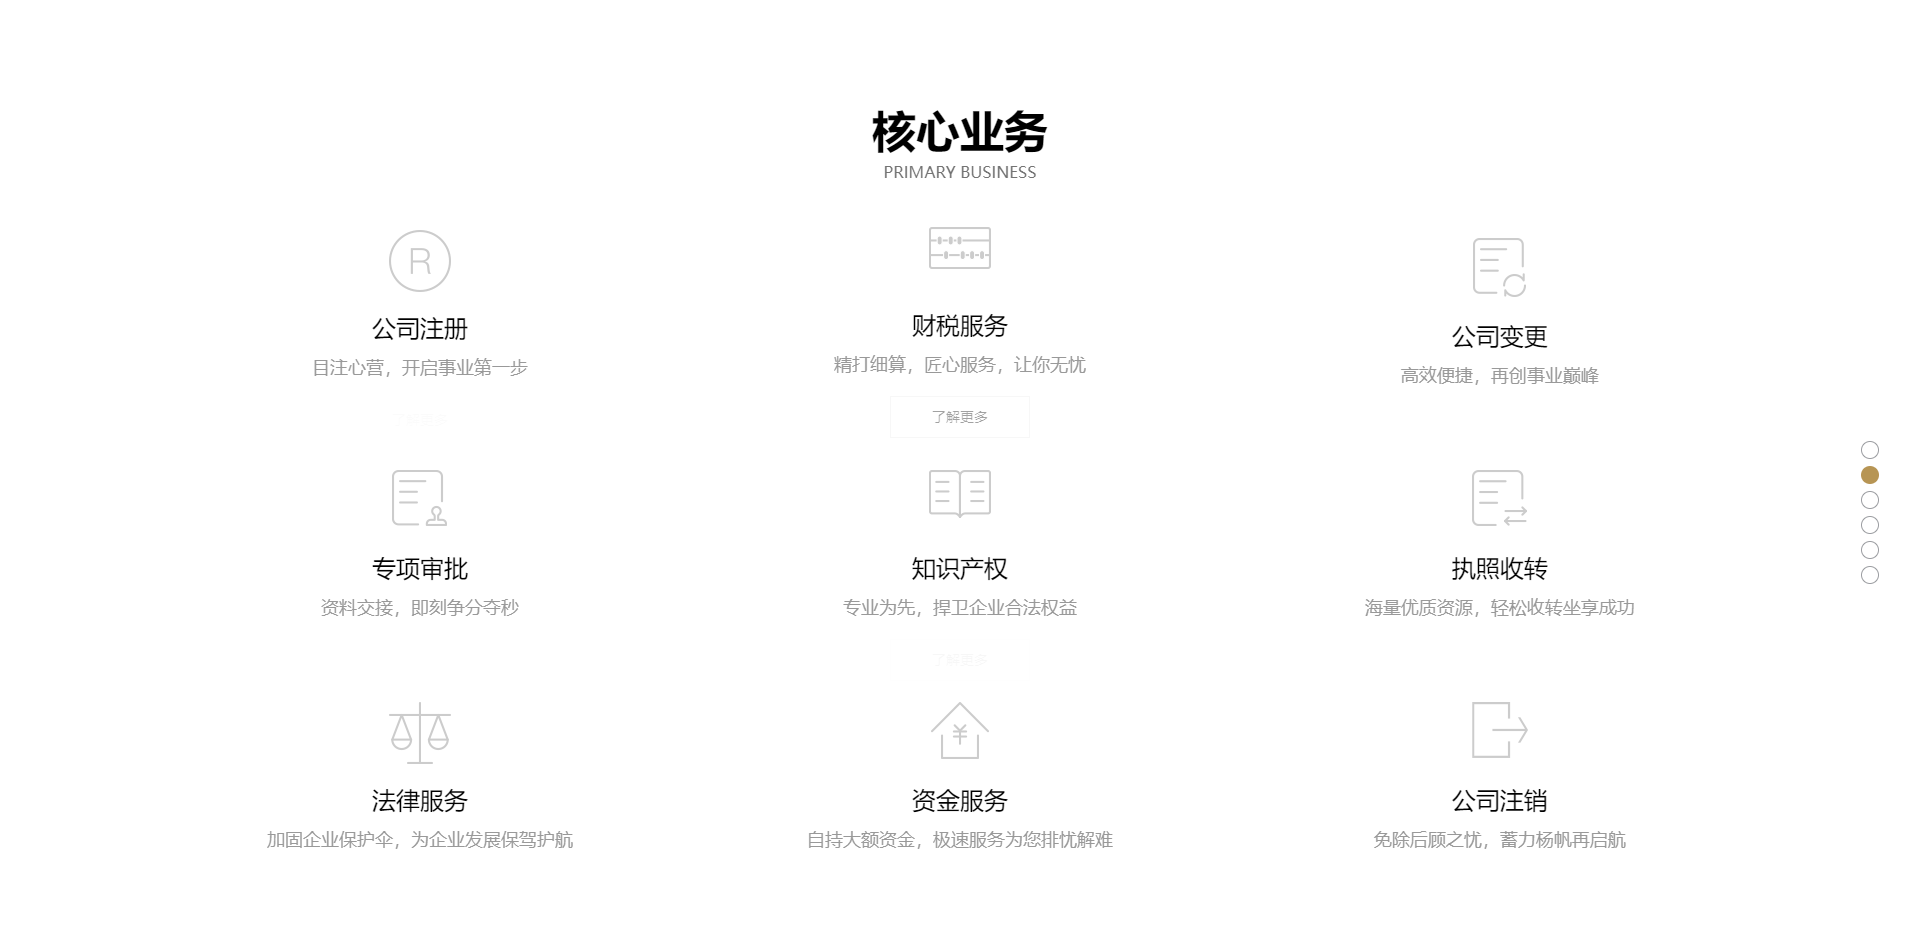 核心业务
PRIMARY BUSINESS
R
公司注册
目注心营，开启事业第一步
了解更多
财税服务
精打细算，匠心服务，让你无忧
了解更多
公司变更
高效便捷，再创事业巅峰
专项审批
资料交接，即刻争分夺秒
知识产权
专业为先，捍卫企业合法权益
了解更多
执照收转
海量优质资源，轻松收转坐享成功
法律服务
加固企业保护伞，为企业发展保驾护航
¥
资金服务
自持大额资金，极速服务为您排忧解难
公司注销
免除后顾之忧，蓄力杨帆再启航